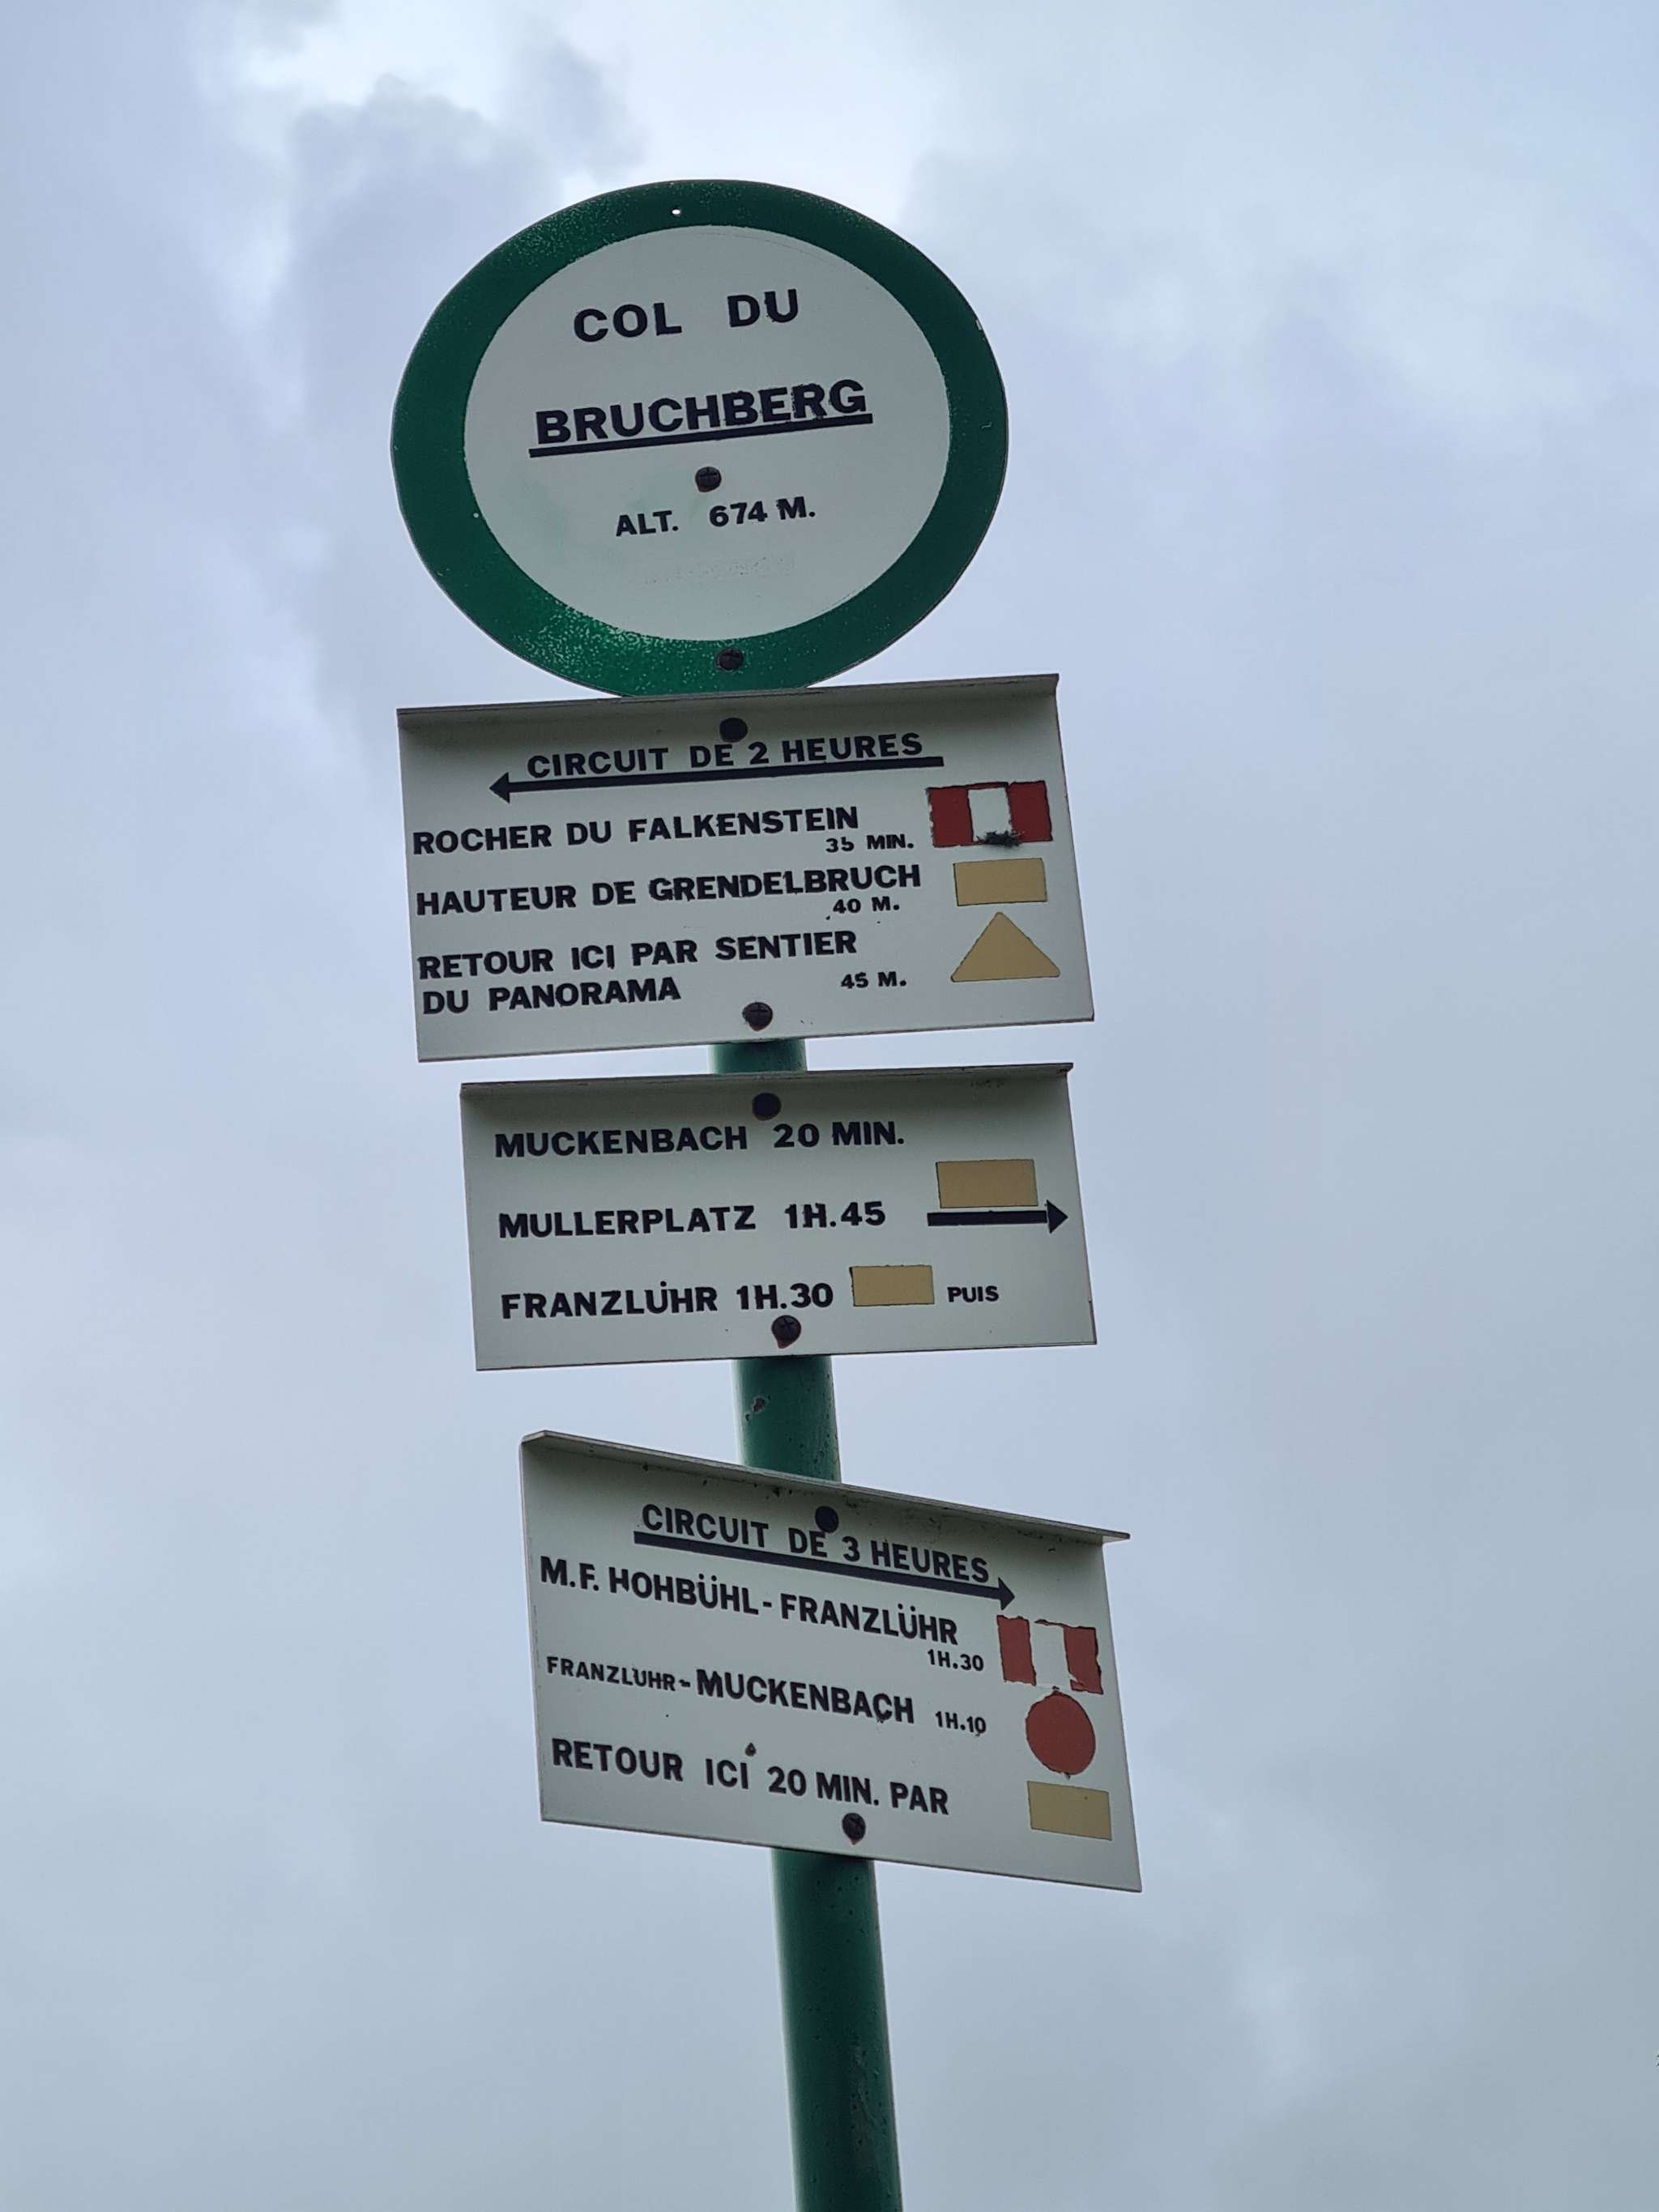 COL DU
BRUCHBERG
ALT. 674 M.
CIRCUIT DE 2 HEURES
ROCHER DU FALKENSTEIN
35 MIN.
HAUTEUR DE GRENDELBRUCH
40 M.
RETOUR ICI PAR SENTIER
DU PANORAMA 45 M.
MUCKENBACH 20 MIN.
MULLERPLATZ 1H.45
FRANZLUHR 1H.30 PUIS
CIRCUIT DE 3 HEURES
M.F. HOHBÜHL - FRANZLÜHR
1H.30
FRANZLUHR - MUCKENBACH 1H.10
RETOUR ICI 20 MIN. PAR